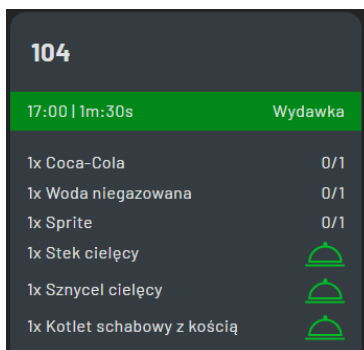 104
17:00 | 1m:30s Wydawka
1x Coca-Cola 0/1
1x Woda niegazowana 0/1
1x Sprite 0/1
1x Stek cielęcy
1x Sznycel cielęcy
1x Kotlet schabowy z kością